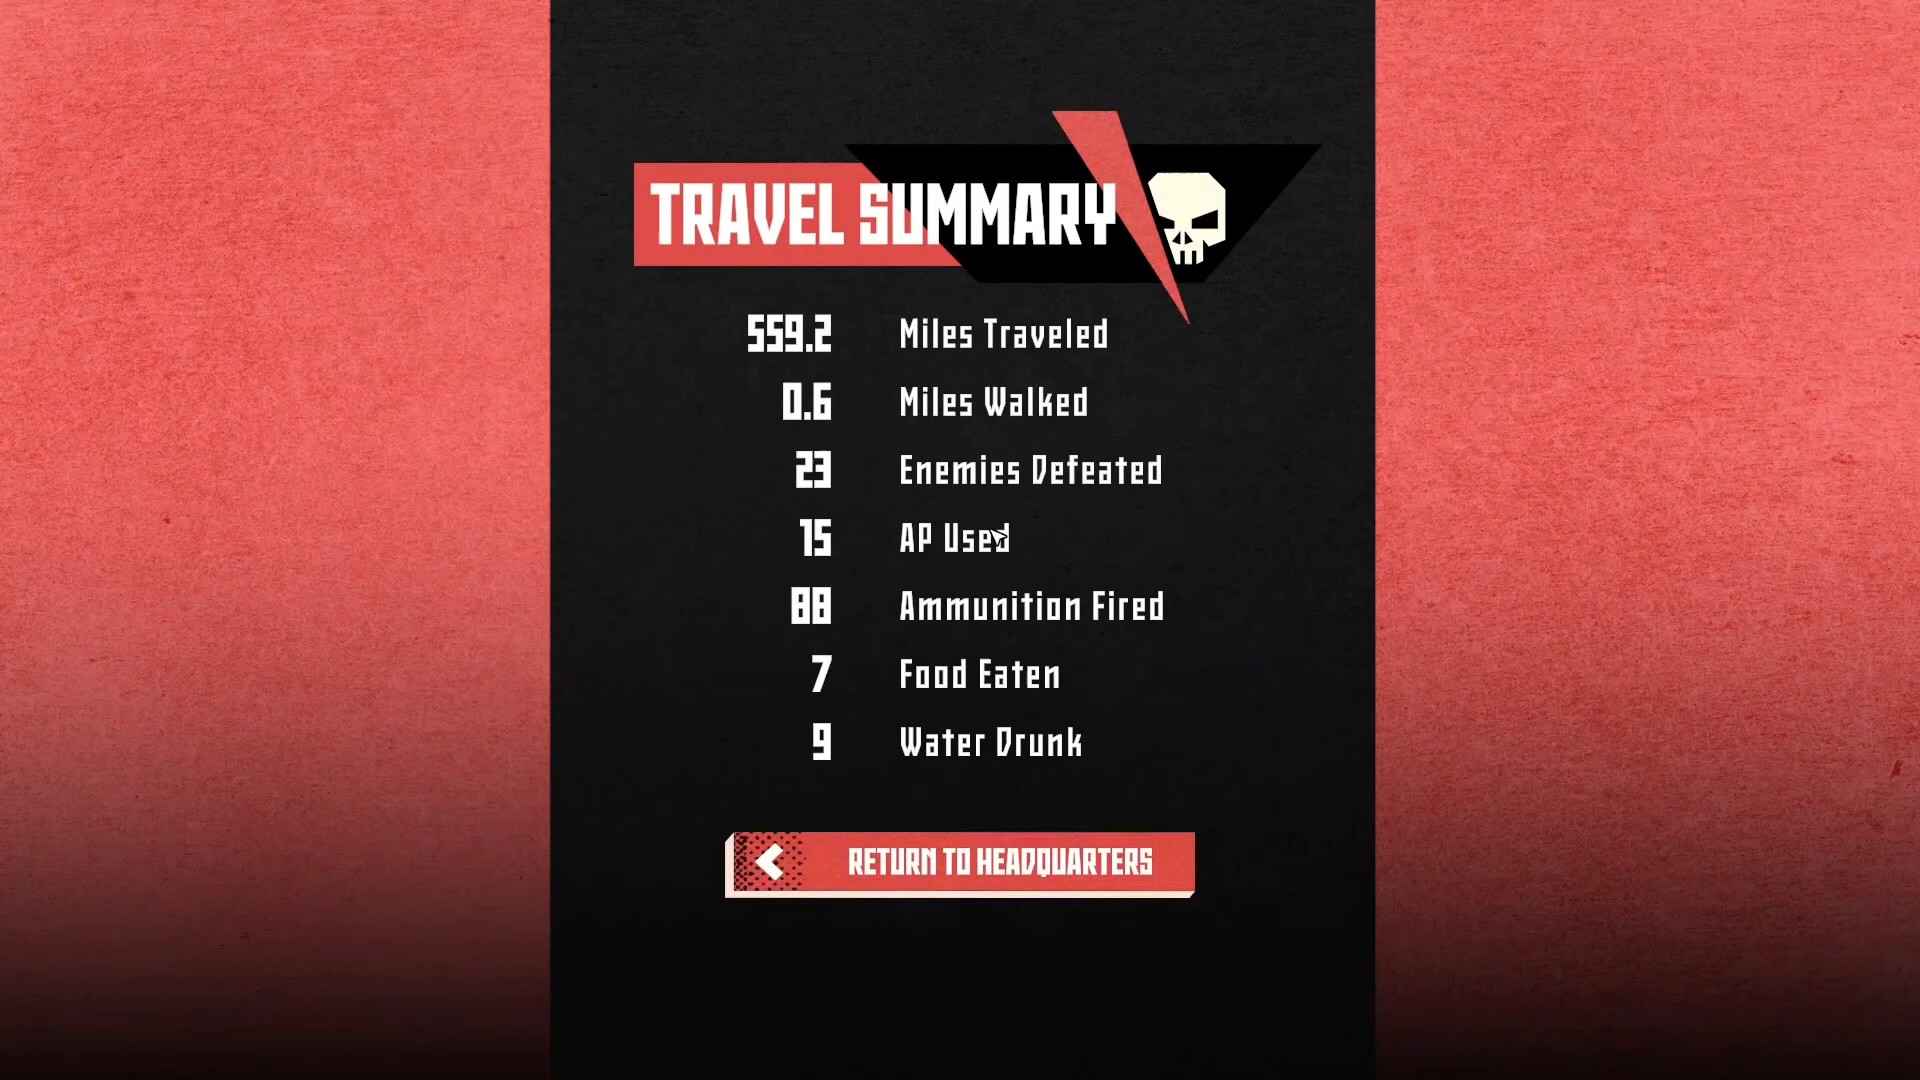 TRAVEL SUMMARY
559.2 Miles Traveled
0.6 Miles Walked
23 Enemies Defeated
15 AP Used
88 Ammunition Fired
7 Food Eaten
9 Water Drunk
RETURN TO HEADQUARTERS